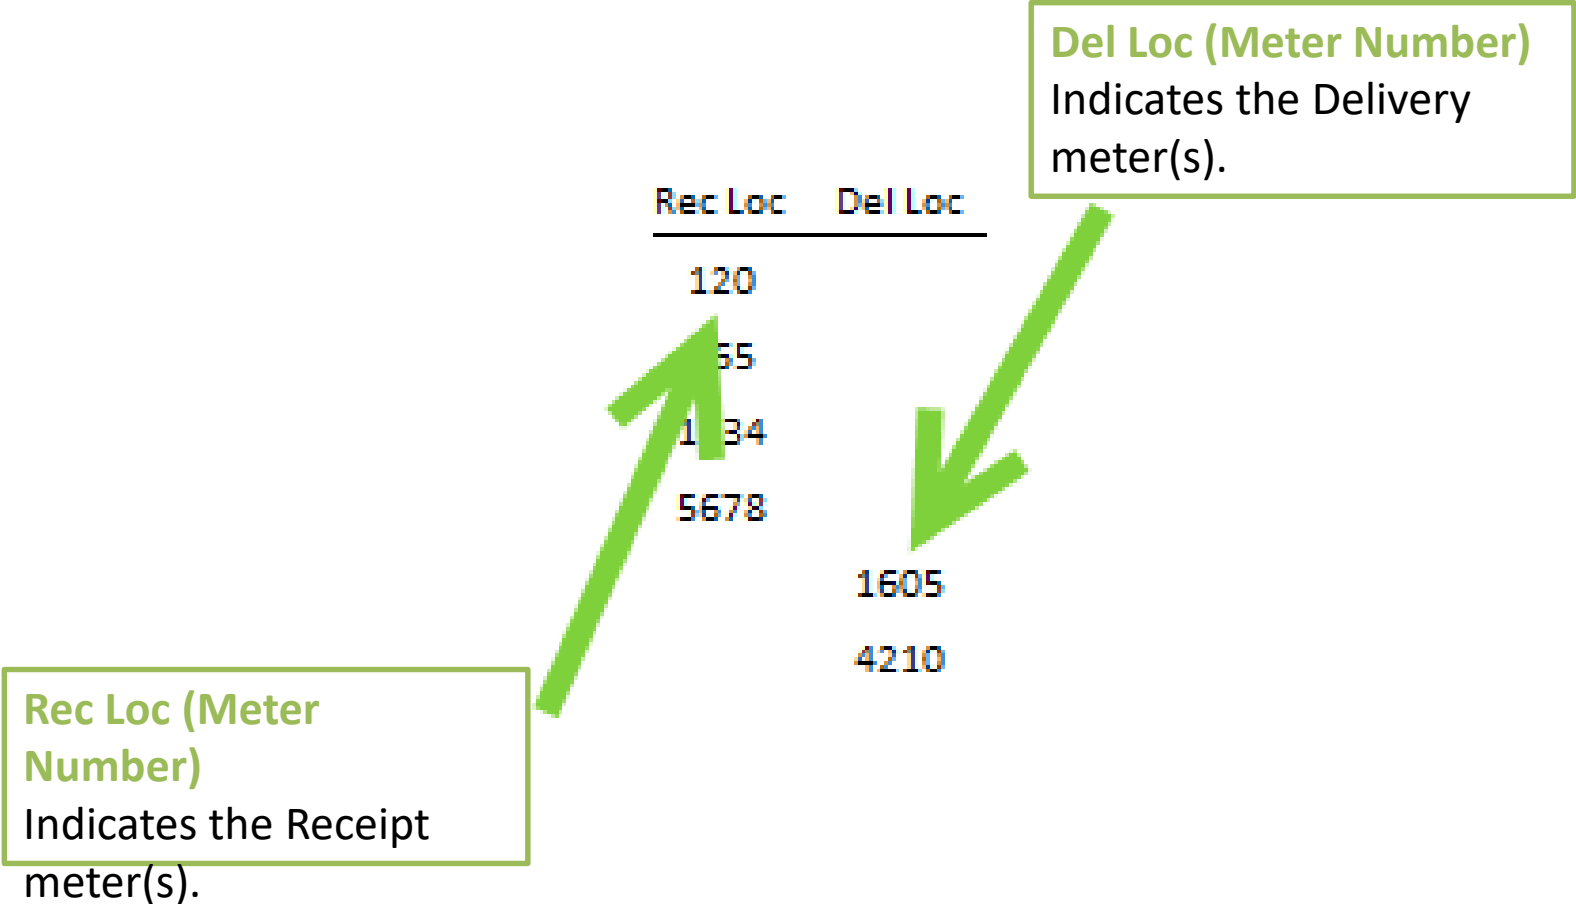 Del Loc (Meter Number)
Indicates the Delivery
meter(s).
Rec Loc Del Loc
120
5678
1605
4210
Rec Loc (Meter
Number)
Indicates the Receipt
meter(s).